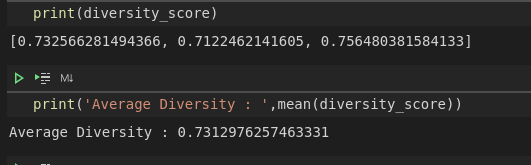 print(diversity_score)
[0.732566281494366, 0.7122462141605, 0.756480381584133]
M↓
print('Average Diversity : ',mean(diversity_score))
Average Diversity : 0.7312976257463331